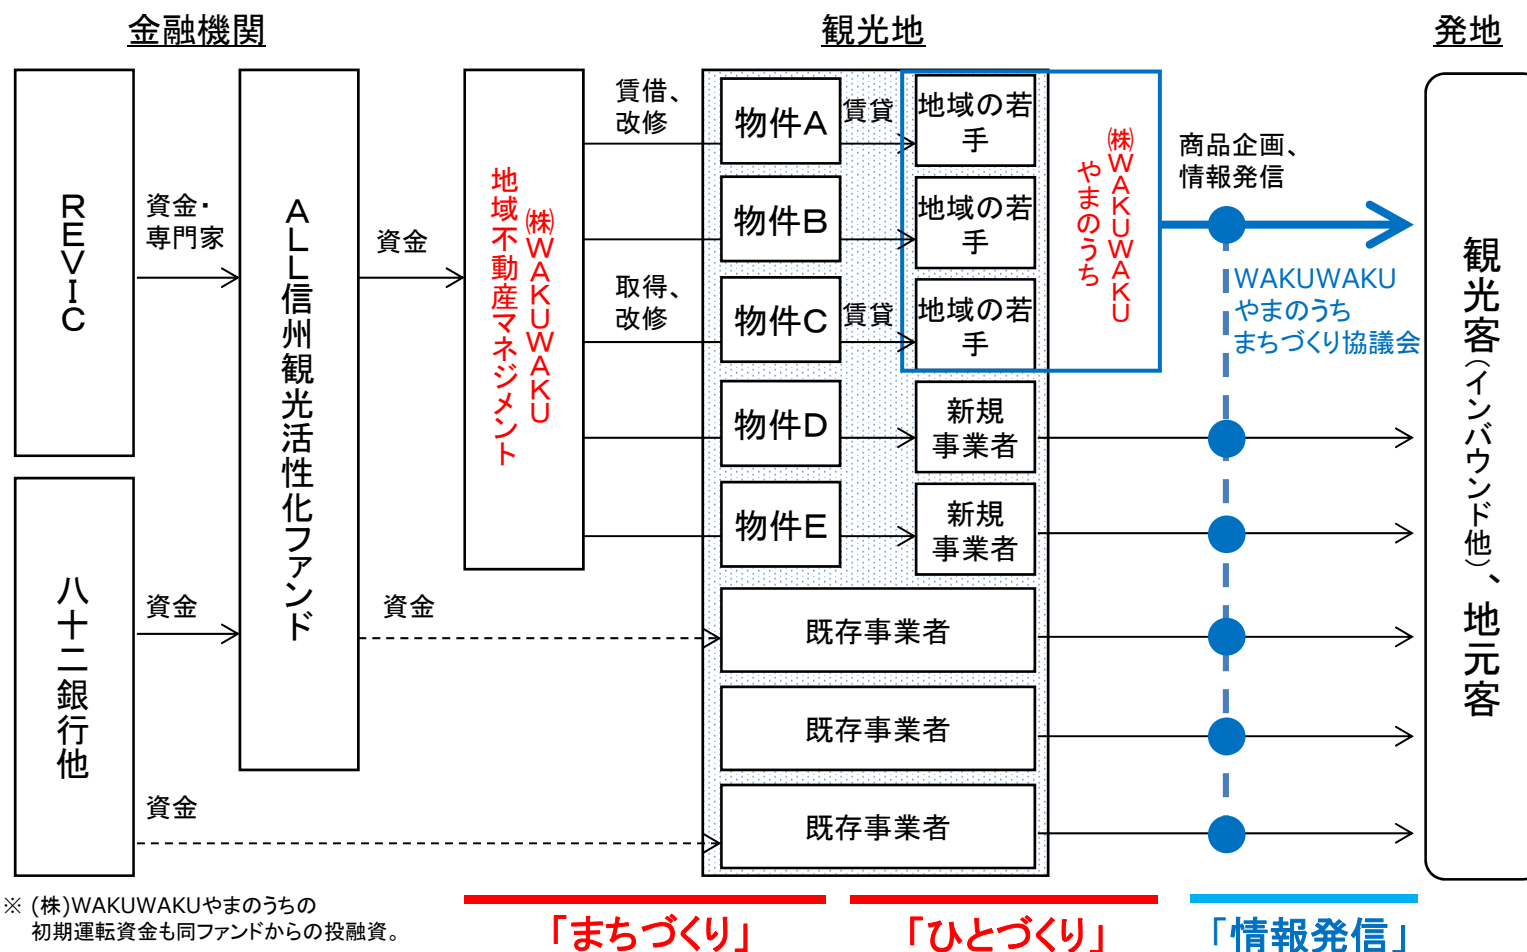 金融機関
観光地
発地
REVIC
資金・
専門家
八十二銀行他
資金
資金
ALL信州観光活性化ファンド
資金
資金
㈱WAKUWAKU
地域不動産マネジメント
賃借、
改修
取得、
改修
物件A
賃貸
地域の若
手
物件B
地域の若
手
物件C
賃貸
地域の若
手
物件D
新規
事業者
物件E
新規
事業者
既存事業者
既存事業者
既存事業者
㈱WAKUWAKU
やまのうち
商品企画、
情報発信
WAKUWAKU
やまのうち
まちづくり協議会
観光客(インバウンド他)、地元客
※ (株)WAKUWAKUやまのうちの
初期運転資金も同ファンドからの投融資。
「まちづくり」
「ひとづくり」
「情報発信」